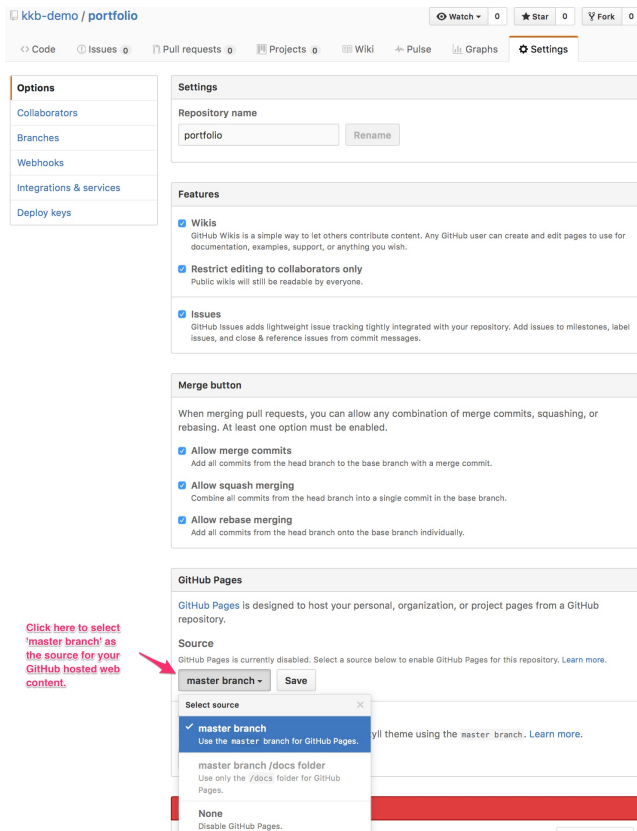 kkb-demo / portfolio
Watch 0 Star 0 Fork 0
Code Issues 0 Pull requests 0 Projects 0 Wiki Pulse Graphs Settings
Options
Collaborators
Branches
Webhooks
Integrations & services
Deploy keys
Settings
Repository name
portfolio Rename
Features
Wikis
GitHub Wikis is a simple way to let others contribute content. Any GitHub user can create and edit pages to use for
documentation, examples, support, or anything you wish.
Restrict editing to collaborators only
Public wikis will still be readable by everyone.
Issues
GitHub Issues adds lightweight issue tracking tightly integrated with your repository. Add issues to milestones, label
issues, and close & reference issues from commit messages.
Merge button
When merging pull requests, you can allow any combination of merge commits, squashing, or
rebasing. At least one option must be enabled.
Allow merge commits
Add all commits from the head branch to the base branch with a merge commit.
Allow squash merging
Combine all commits from the head branch into a single commit in the base branch.
Allow rebase merging
Add all commits from the head branch onto the base branch individually.
GitHub Pages
GitHub Pages is designed to host your personal, organization, or project pages from a GitHub
repository.
Click here to select
'master branch' as
the source for your
GitHub hosted web
content.
Source
GitHub Pages is currently disabled. Select a source below to enable GitHub Pages for this repository. Learn more.
master branch Save
Select source
master branch
Use the master branch for GitHub Pages.
yll theme using the master branch. Learn more.
master branch /docs folder
Use only the /docs folder for GitHub
Pages.
None
Disable GitHub Pages.